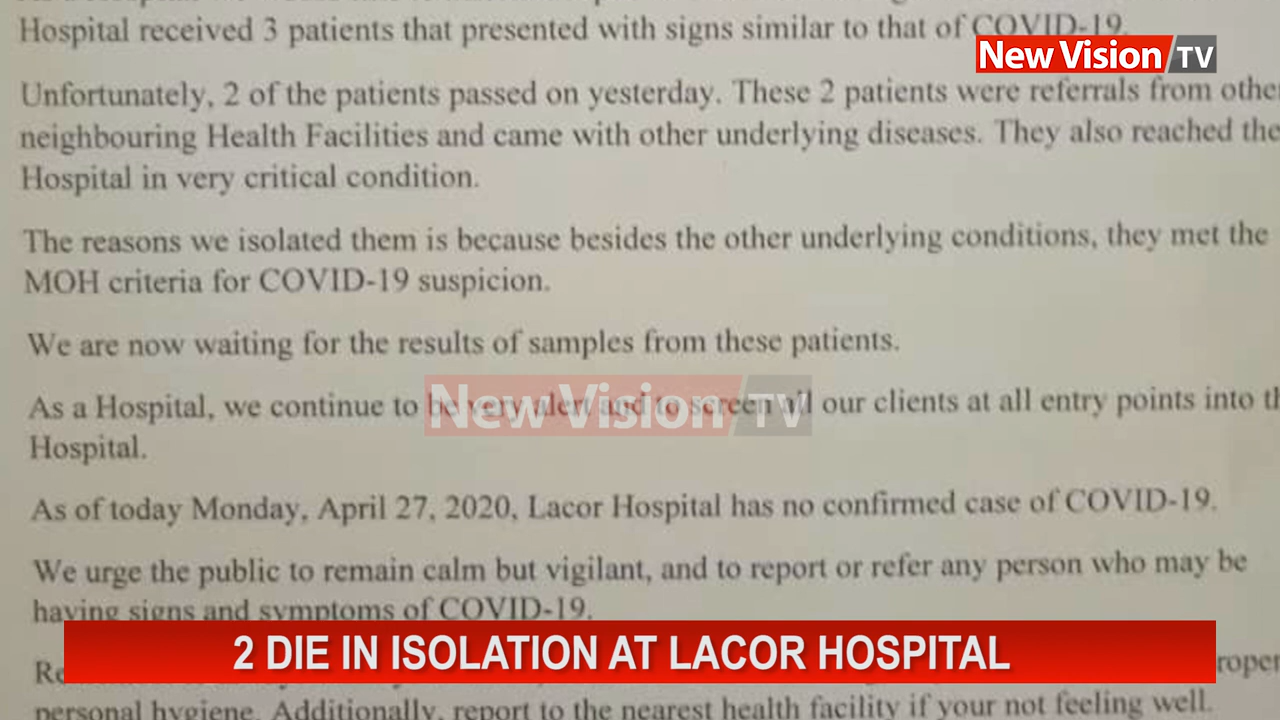 Hospital received 3 patients that presented with signs similar to that of COVID-19.
New Vision TV
Unfortunately, 2 of the patients passed on yesterday. These 2 patients were referrals from other
neighbouring Health Facilities and came with other underlying diseases. They also reached the
Hospital in very critical condition.
The reasons we isolated them is because besides the other underlying conditions, they met the
MOH criteria for COVID-19 suspicion.
We are now waiting for the results of samples from these patients.
As a Hospital, we continue to be very alert and to screen all our clients at all entry points into th
New Vision TV
Hospital.
As of today Monday, April 27, 2020, Lacor Hospital has no confirmed case of COVID-19.
We urge the public to remain calm but vigilant, and to report or refer any person who may be
having signs and symptoms of COVID-19.
2 DIE IN ISOLATION AT LACOR HOSPITAL
personal hygiene. Additionally, report to the nearest health facility if your not feeling well.